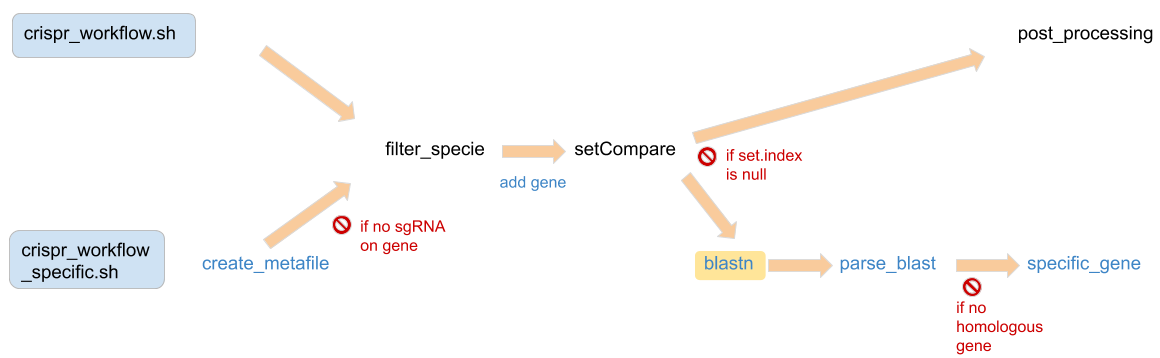 crispr_workflow.sh
post_processing
filter_specie
setCompare
add gene
if set.index
is null
if no sgRNA
on gene
crispr_workflow
_specific.sh
create_metafile
blastn
parse_blast
specific_gene
if no
homologous
gene